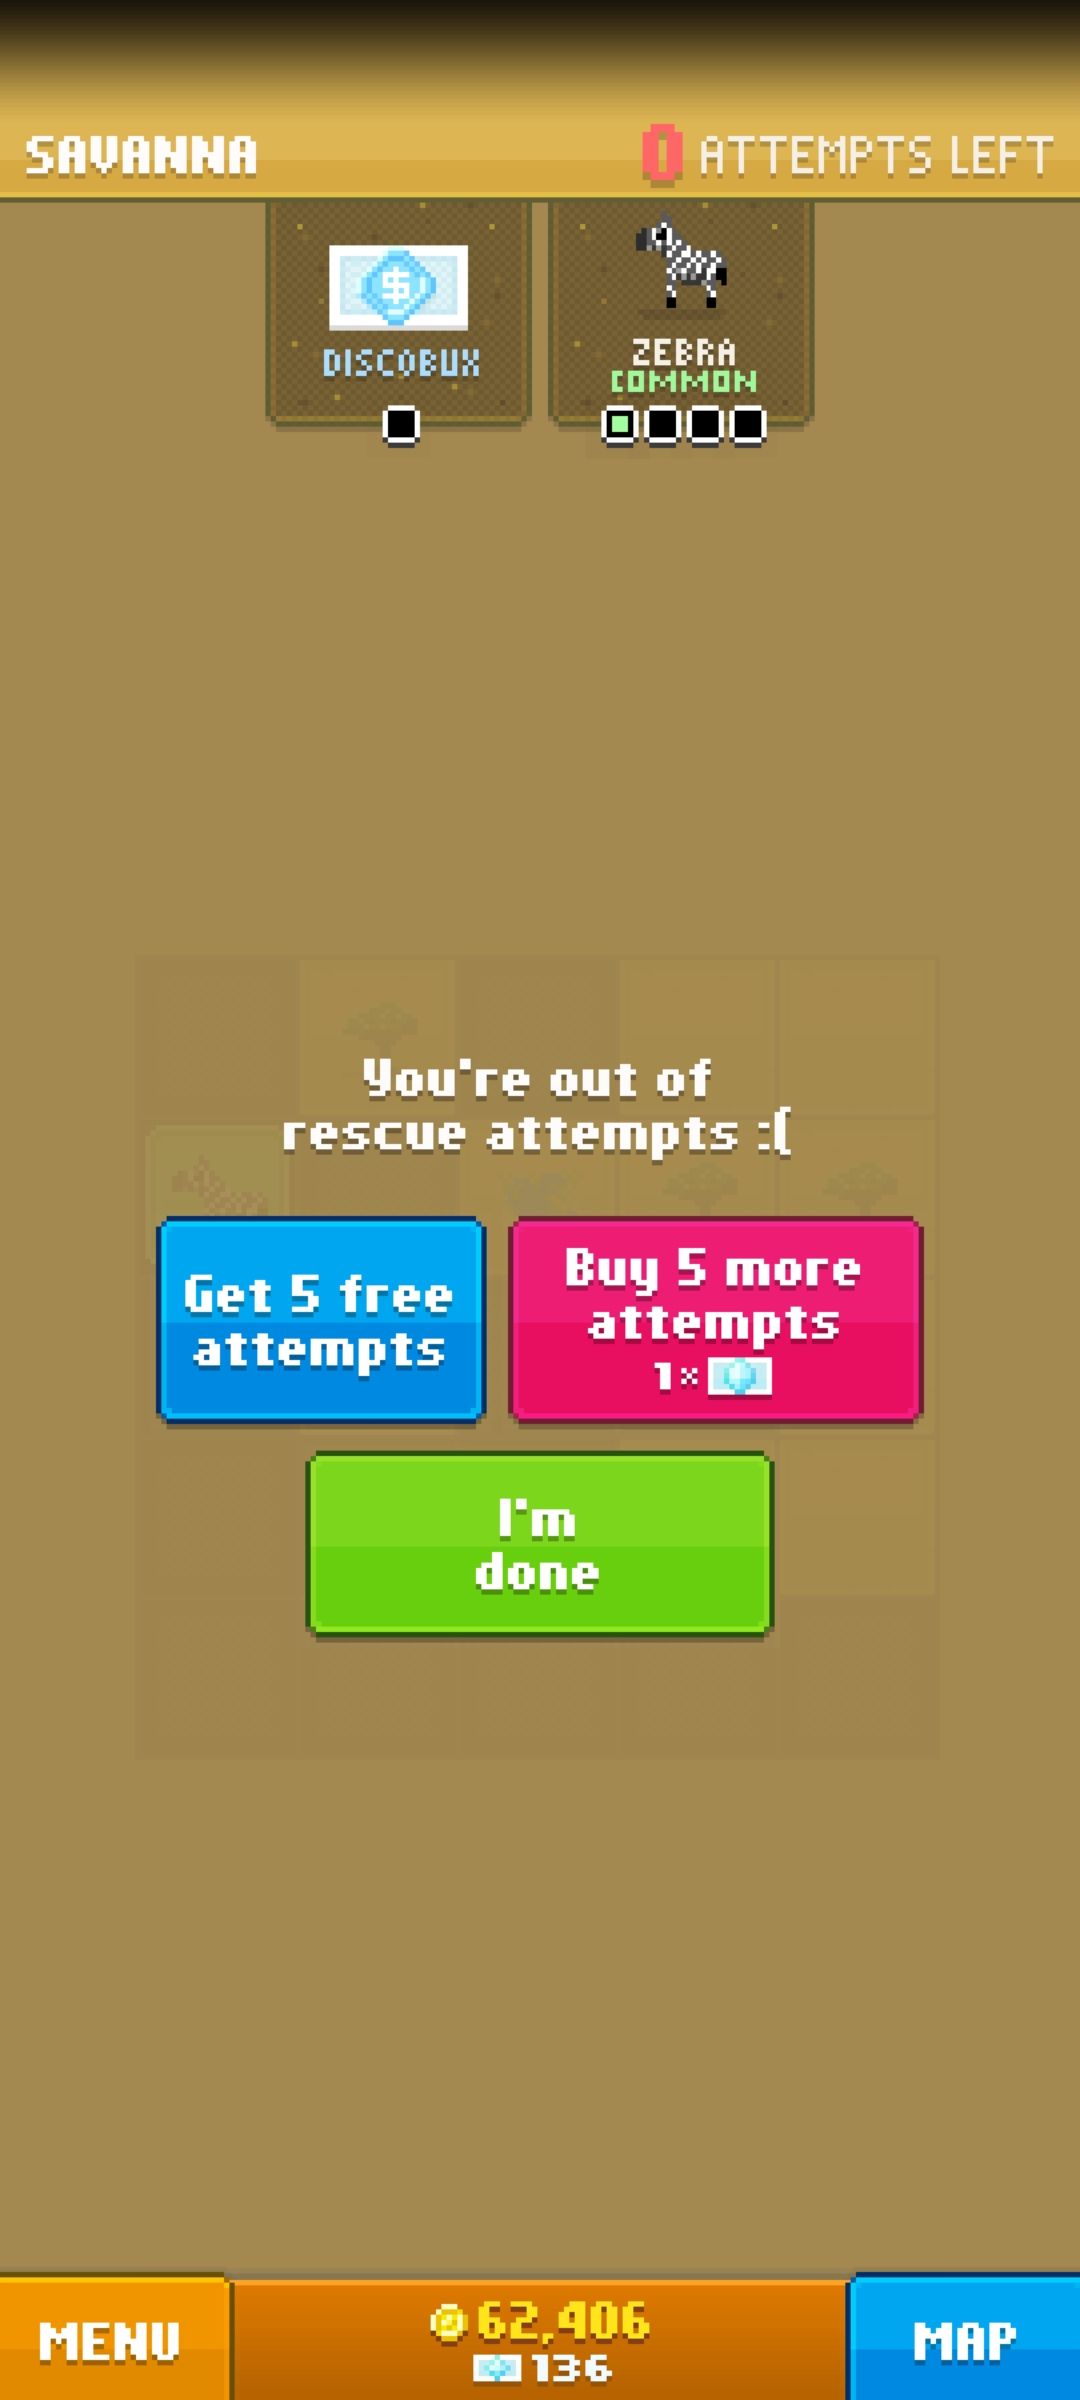 SAVANNA
0 ATTEMPTS LEFT
$
DISCOBUX
ZEBRA
COMMON
You're out of
rescue attempts :(
Get 5 free
attempts
Buy 5 more
attempts
1×
I'm
done
MENU
62,406
136
MAP